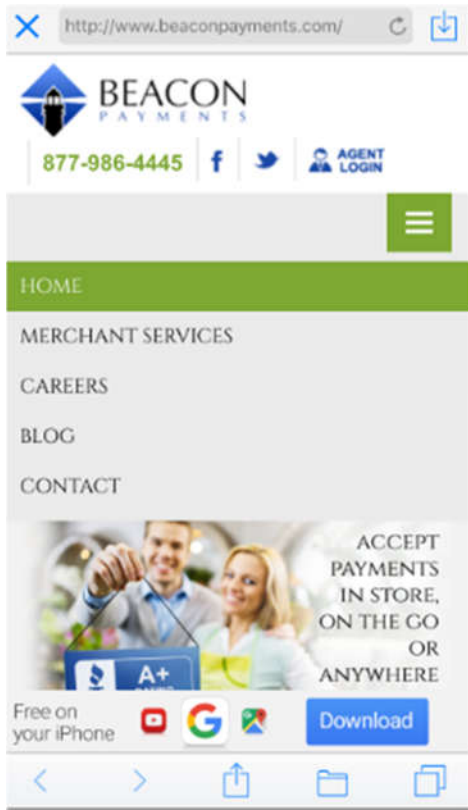 http://www.beaconpayments.com/
BEACON
PAYMENTS
877-986-4445
f
AGENT
LOGIN
HOME
MERCHANT SERVICES
CAREERS
BLOG
CONTACT
ACCEPT
PAYMENTS
IN STORE,
ON THE GO
OR
ANYWHERE
A+
Free on
your iPhone
G
Download